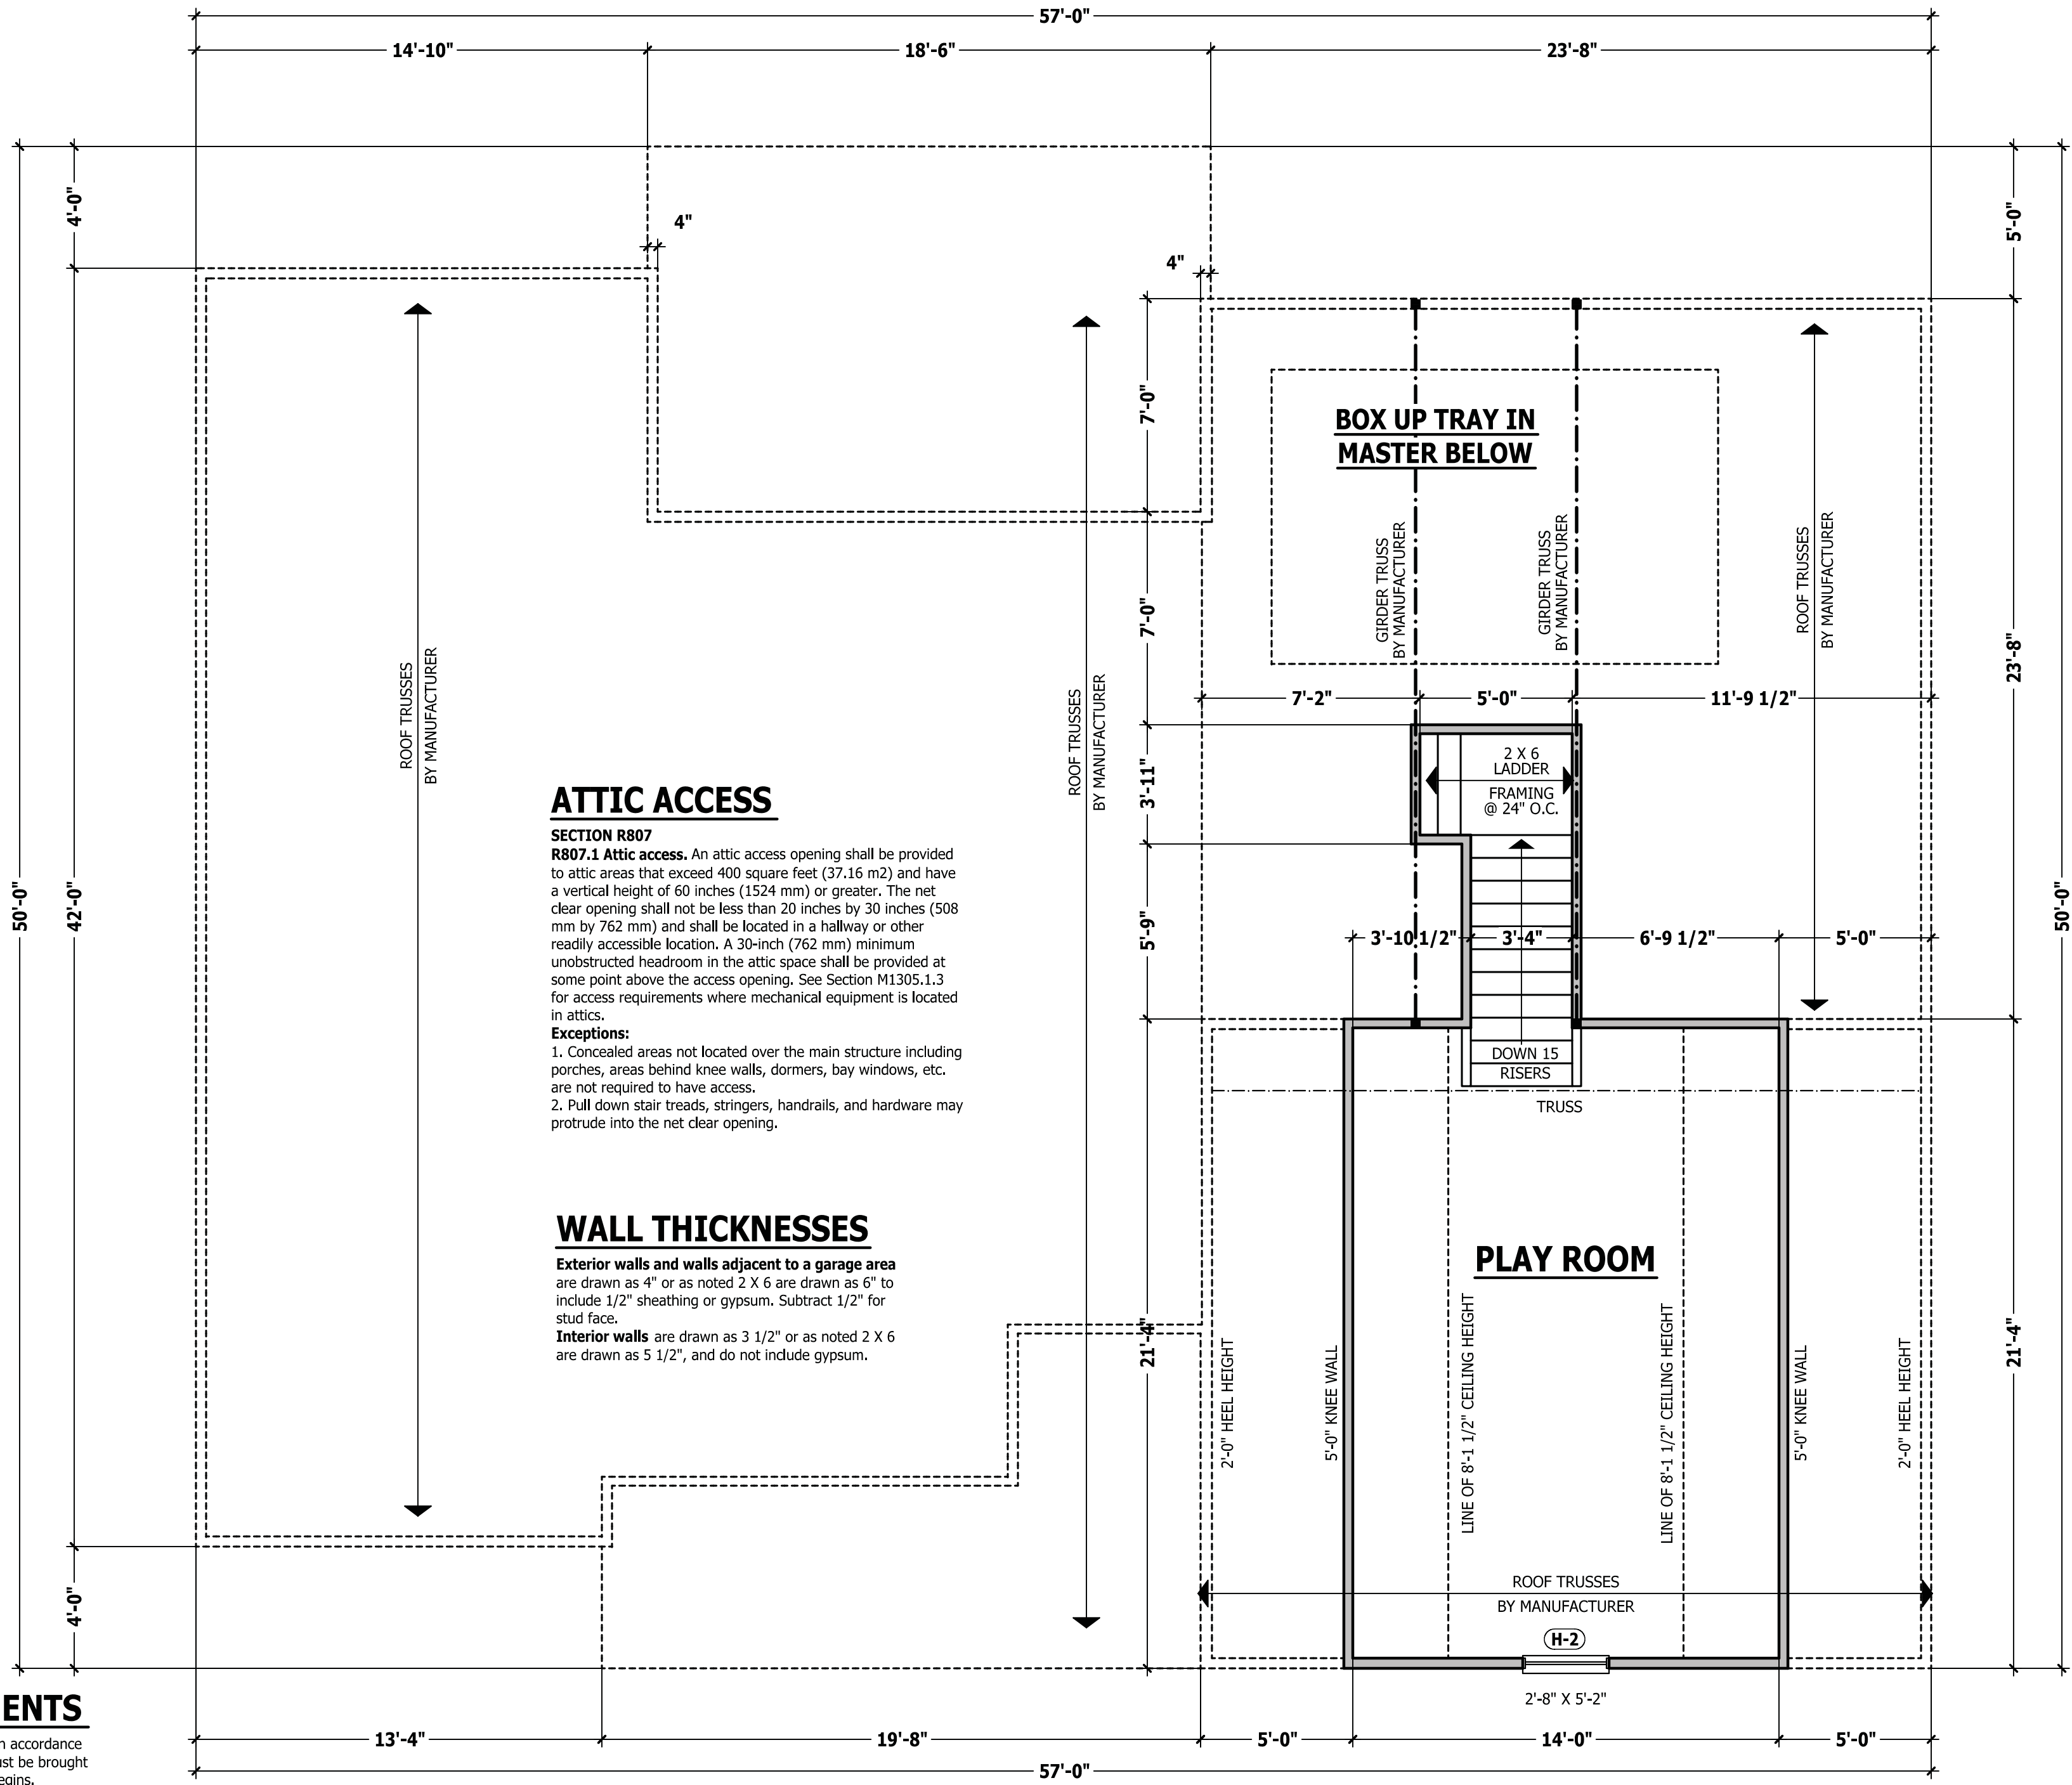 57'-0"
14'-10"
18'-6"
23'-8"
4'-0"
4"
4"
5'-0"
7'-0"
BOX UP TRAY IN
MASTER BELOW
ROOF TRUSSES
BY MANUFACTURER
GIRDER TRUSS
BY MANUFACTURER
GIRDER TRUSS
BY MANUFACTURER
ROOF TRUSSES
BY MANUFACTURER
ROOF TRUSSES
BY MANUFACTURER
7'-0"
23'-8"
7'-2"
5'-0"
11'-9 1/2"
2 X 6
LADDER
FRAMING
@ 24" O.C.
3'-11"
50'-0"
42'-0"
5'-9"
50'-0"
3'-10 1/2"
3'-4"
6'-9 1/2"
5'-0"
ATTIC ACCESS
SECTION R807
R807.1 Attic access. An attic access opening shall be provided
to attic areas that exceed 400 square feet (37.16 m2) and have
a vertical height of 60 inches (1524 mm) or greater. The net
clear opening shall not be less than 20 inches by 30 inches (508
mm by 762 mm) and shall be located in a hallway or other
readily accessible location. A 30-inch (762 mm) minimum
unobstructed headroom in the attic space shall be provided at
some point above the access opening. See Section M1305.1.3
for access requirements where mechanical equipment is located
in attics.
Exceptions:
1. Concealed areas not located over the main structure including
porches, areas behind knee walls, dormers, bay windows, etc.
are not required to have access.
2. Pull down stair treads, stringers, handrails, and hardware may
protrude into the net clear opening.
DOWN 15
RISERS
TRUSS
WALL THICKNESSES
Exterior walls and walls adjacent to a garage area
are drawn as 4" or as noted 2 X 6 are drawn as 6" to
include 1/2" sheathing or gypsum. Subtract 1/2" for
stud face.
Interior walls are drawn as 3 1/2" or as noted 2 X 6
are drawn as 5 1/2", and do not include gypsum.
PLAY ROOM
21'-4"
2'-0" HEEL HEIGHT
5'-0" KNEE WALL
LINE OF 8'-1 1/2" CEILING HEIGHT
LINE OF 8'-1 1/2" CEILING HEIGHT
5'-0" KNEE WALL
2'-0" HEEL HEIGHT
21'-4"
4'-0"
ROOF TRUSSES
BY MANUFACTURER
H-2
2'-8" X 5'-2"
ENTS
accordance
be brought
13'-4"
19'-8"
5'-0"
14'-0"
5'-0"
57'-0"